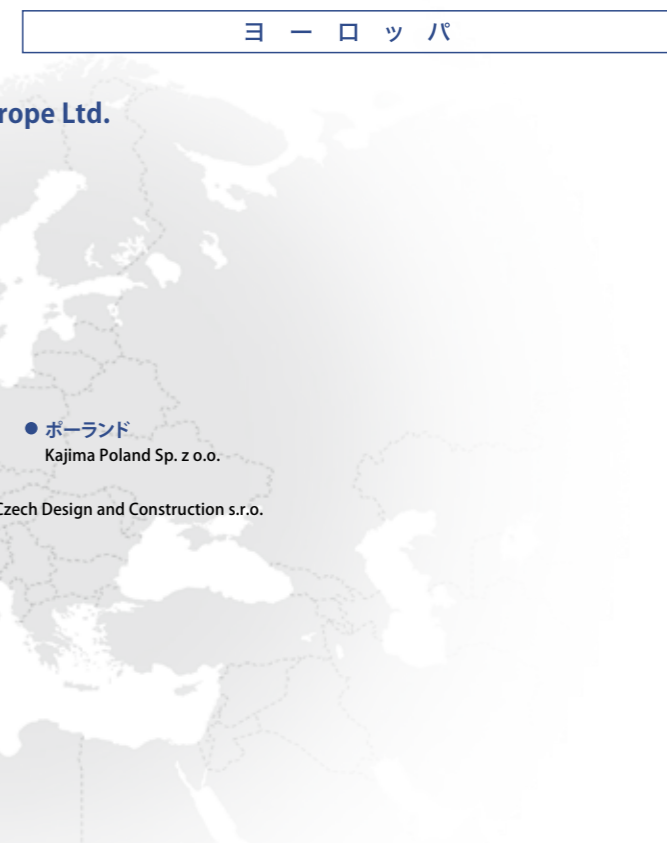 ヨーロッパ
rope Ltd.
● ポーランド
Kajima Poland Sp. z o.o.
Czech Design and Construction s.r.o.